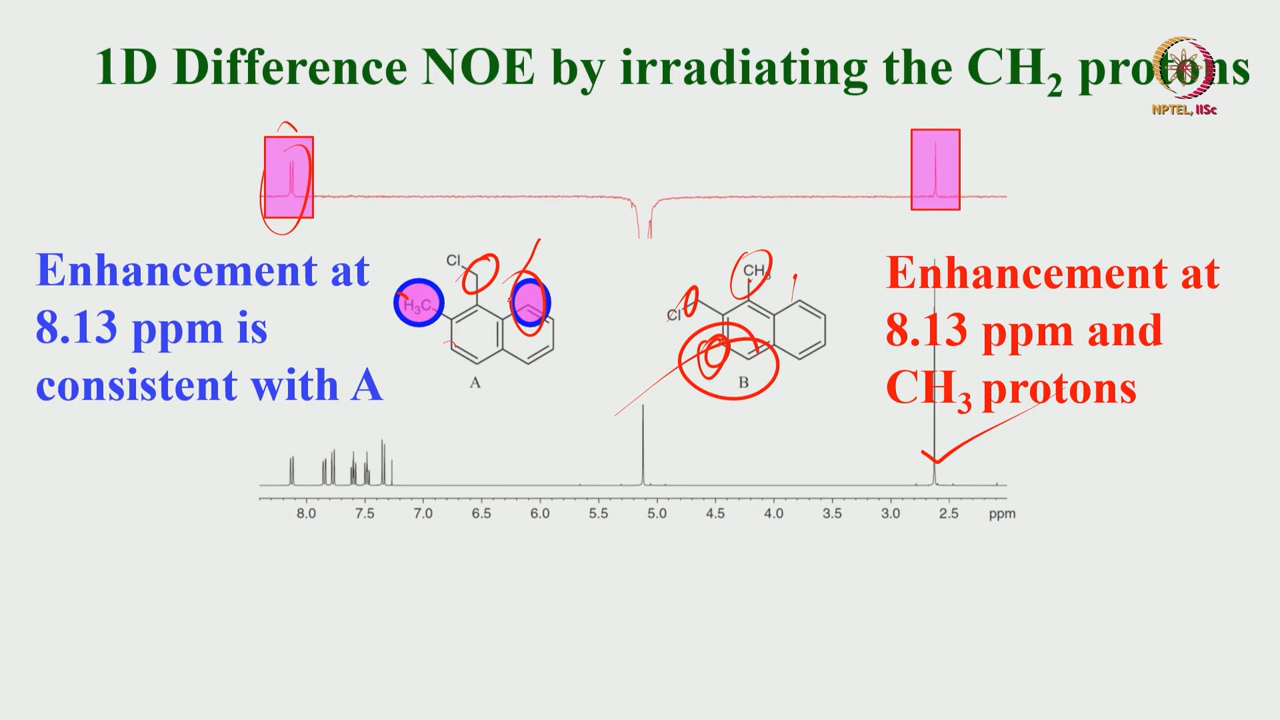 1D Difference NOE by irradiating the CH₂ protons
NPTEL, IISc
Enhancement at
8.13 ppm is
consistent with A
Cl
H₃C
A
CH₃
Cl
B
Enhancement at
8.13 ppm and
CH₃ protons
8.0 7.5 7.0 6.5 6.0 5.5 5.0 4.5 4.0 3.5 3.0 2.5 ppm